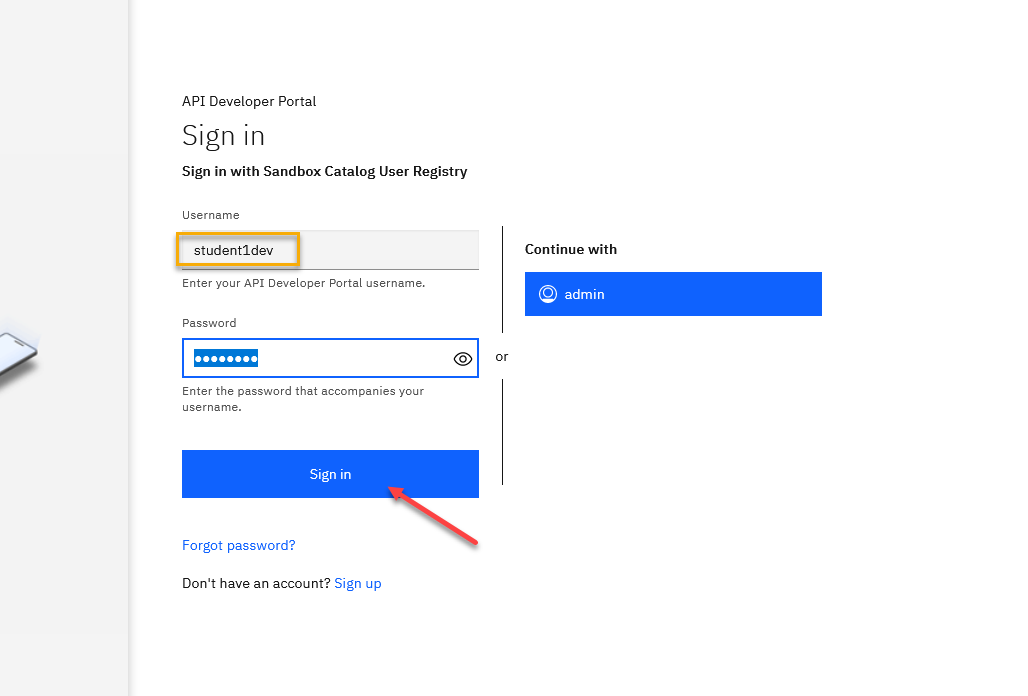 API Developer Portal
Sign in
Sign in with Sandbox Catalog User Registry
Username
student1dev
Enter your API Developer Portal username.
Password
●●●●●●●●
Enter the password that accompanies your
username.
Sign in
Forgot password?
Don't have an account? Sign up
or
Continue with
admin